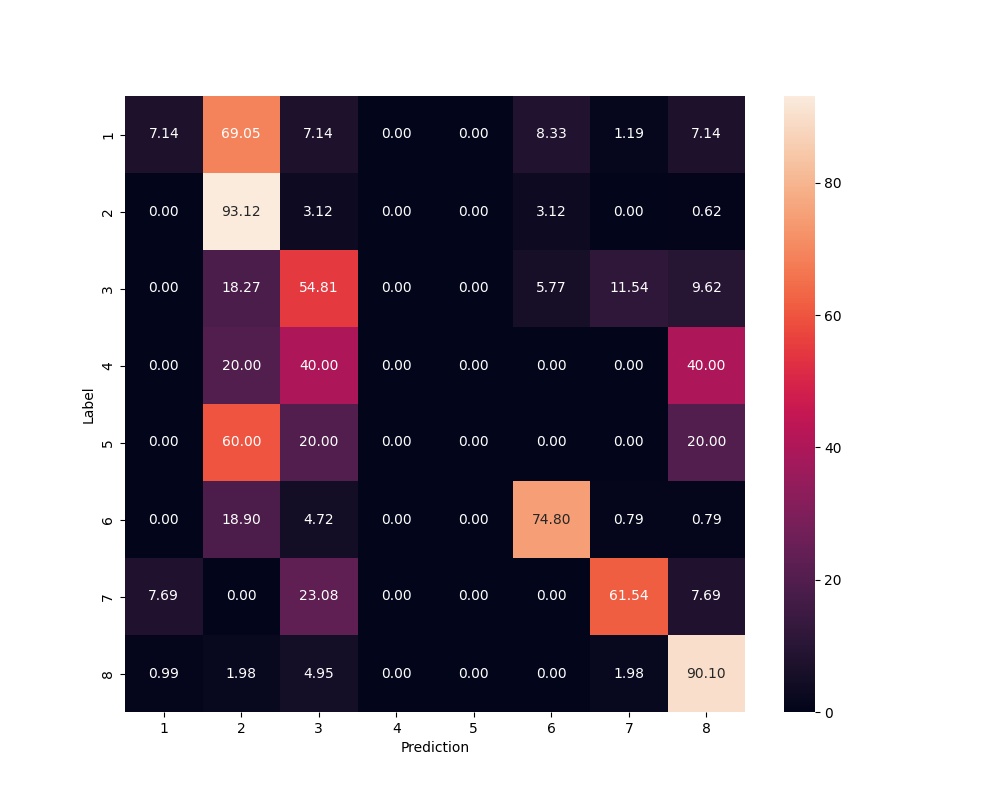 1 7.14 69.05 7.14 0.00 0.00 8.33 1.19 7.14
2 0.00 93.12 3.12 0.00 0.00 3.12 0.00 0.62
3 0.00 18.27 54.81 0.00 0.00 5.77 11.54 9.62
4 0.00 20.00 40.00 0.00 0.00 0.00 0.00 40.00
5 0.00 60.00 20.00 0.00 0.00 0.00 0.00 20.00
6 0.00 18.90 4.72 0.00 0.00 74.80 0.79 0.79
7 7.69 0.00 23.08 0.00 0.00 0.00 61.54 7.69
8 0.99 1.98 4.95 0.00 0.00 0.00 1.98 90.10
1 2 3 4 5 6 7 8
Prediction
Label
80
60
40
20
0